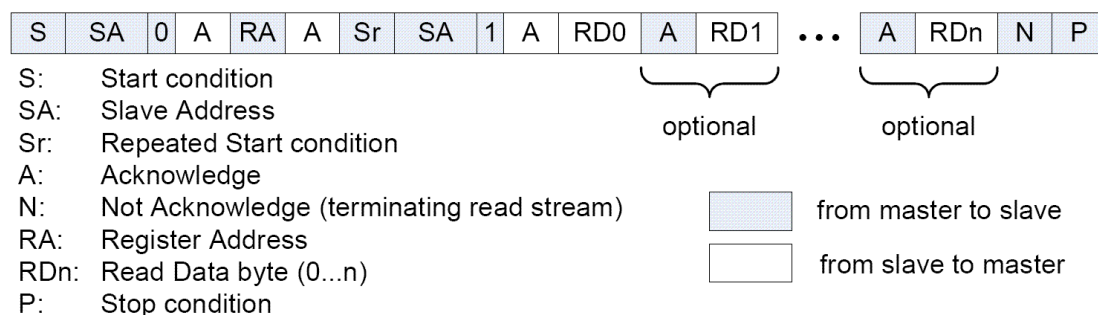 S SA 0 A RA A Sr SA 1 A RD0 A RD1 ••• A RDn N P
optional optional
S: Start condition
SA: Slave Address
Sr: Repeated Start condition
A: Acknowledge
N: Not Acknowledge (terminating read stream)
RA: Register Address
RDn: Read Data byte (0...n)
P: Stop condition
from master to slave
from slave to master